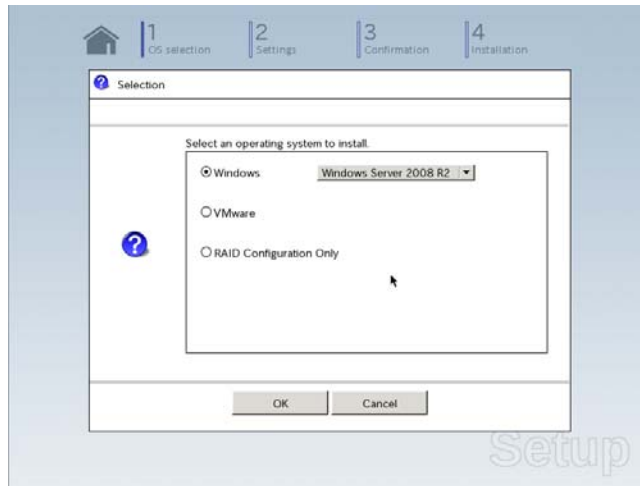 1
OS selection
2
Settings
3
Confirmation
4
Installation
Selection
Select an operating system to install.
Windows
Windows Server 2008 R2
VMware
RAID Configuration Only
OK
Cancel
Setup